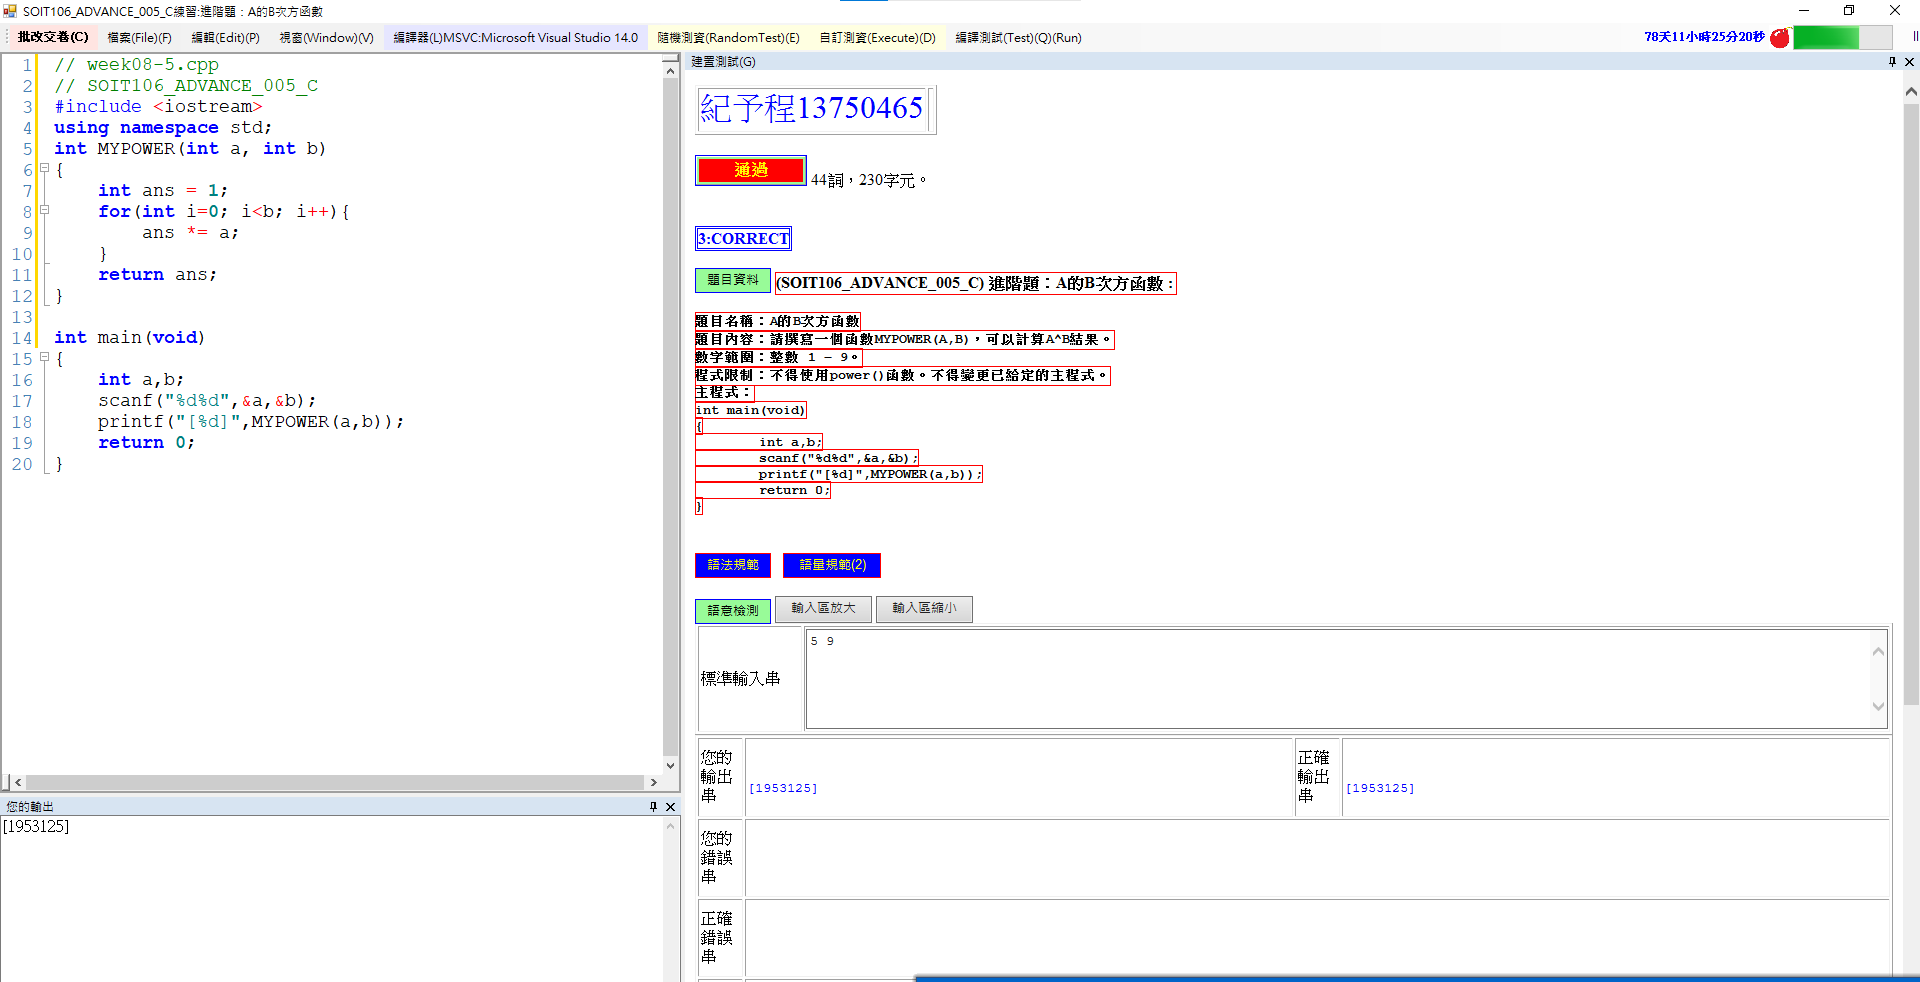 SOIT106_ADVANCE_005_C練習:進階題：A的B次方函數
批改交卷(C) 檔案(File)(F) 編輯(Edit)(P) 視窗(Window)(V) 編譯器(L)MSVC:Microsoft Visual Studio 14.0 隨機測資(RandomTest)(E) 自訂測資(Execute)(D) 編譯測試(Test)(Q)(Run) 78天11小時25分20秒
1 // week08-5.cpp
2 // SOIT106_ADVANCE_005_C
3 #include <iostream>
4 using namespace std;
5 int MYPOWER(int a, int b)
6 {
7 int ans = 1;
8 for(int i=0; i<b; i++){
9 ans *= a;
10 }
11 return ans;
12 }
13
14 int main(void)
15 {
16 int a,b;
17 scanf("%d%d",&a,&b);
18 printf("[%d]",MYPOWER(a,b));
19 return 0;
20 }
您的輸出
[1953125]
建置測試(G)
紀予程13750465
通過 44詞，230字元。
3:CORRECT
題目資料 (SOIT106_ADVANCE_005_C) 進階題：A的B次方函數：
題目名稱：A的B次方函數
題目內容：請撰寫一個函數MYPOWER(A,B)，可以計算A^B結果。
數字範圍：整數 1 – 9。
程式限制：不得使用power()函數。不得變更已給定的主程式。
主程式：
int main(void)
{
int a,b;
scanf("%d%d",&a,&b);
printf("[%d]",MYPOWER(a,b));
return 0;
}
語法規範 語量規範(2)
語意檢測 輸入區放大 輸入區縮小
標準輸入串 5 9
您的輸出串 [1953125] 正確輸出串 [1953125]
您的錯誤串
正確錯誤串